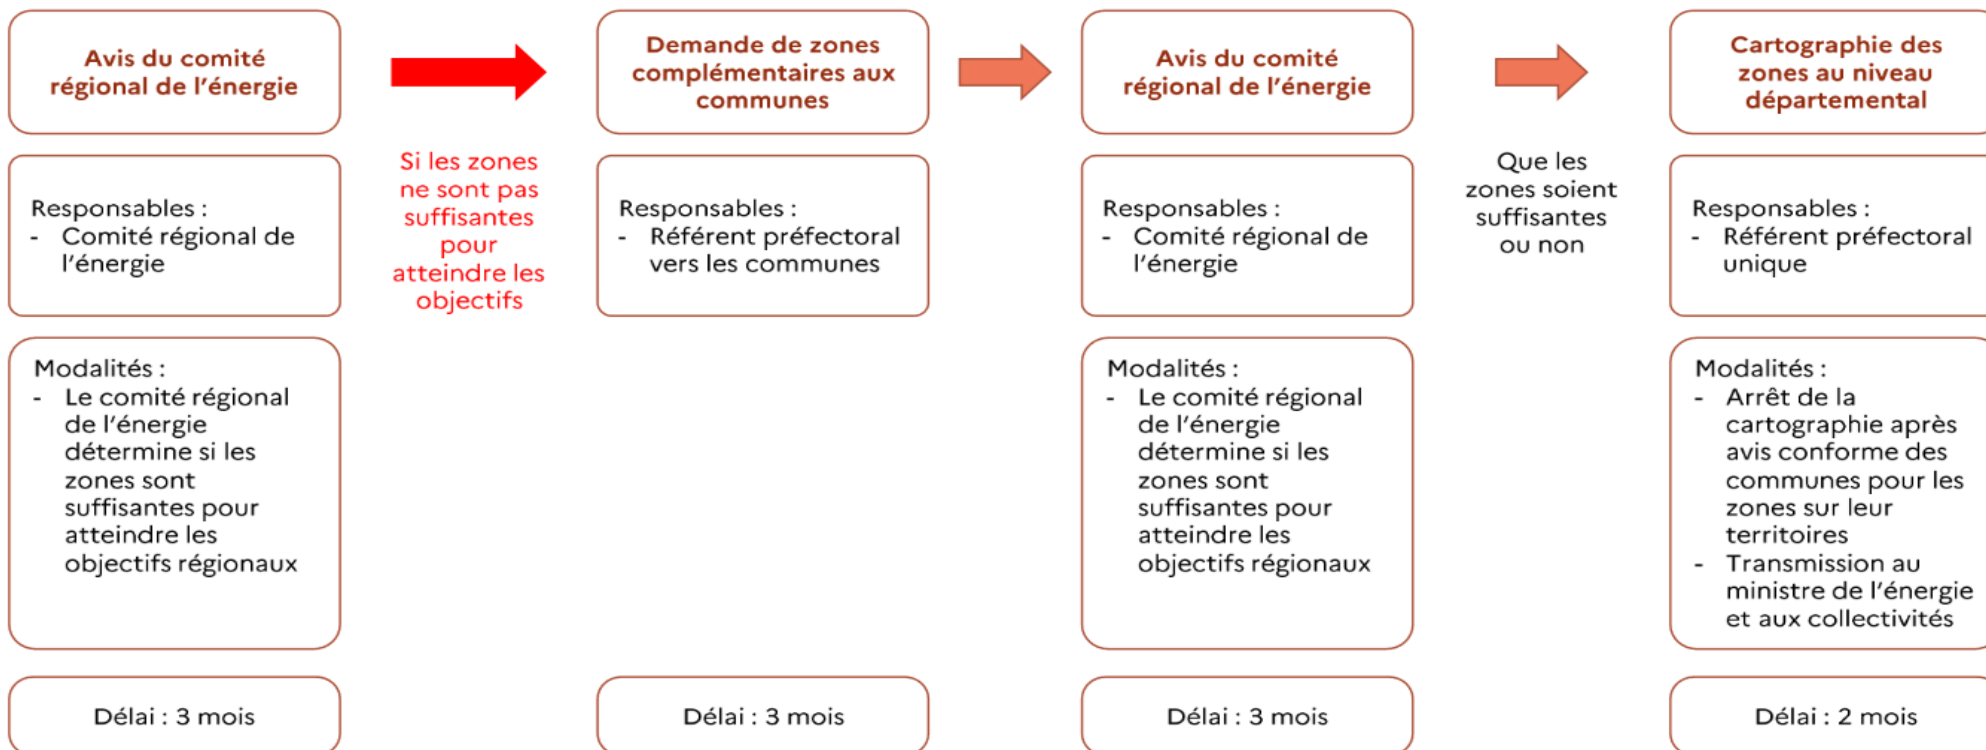 Avis du comité
régional de l'énergie
Demande de zones
complémentaires aux
communes
Avis du comité
régional de l'énergie
Cartographie des
zones au niveau
départemental
Responsables :
- Comité régional de
l'énergie
Si les zones
ne sont pas
suffisantes
pour
atteindre les
objectifs
Responsables :
- Référent préfectoral
vers les communes
Responsables :
- Comité régional de
l'énergie
Que les
zones soient
suffisantes
ou non
Responsables :
- Référent préfectoral
unique
Modalités :
- Le comité régional
de l'énergie
détermine si les
zones sont
suffisantes pour
atteindre les
objectifs régionaux
Modalités :
- Le comité régional
de l'énergie
détermine si les
zones sont
suffisantes pour
atteindre les
objectifs régionaux
Modalités :
- Arrêt de la
cartographie après
avis conforme des
communes pour les
zones sur leur
territoires
- Transmission au
ministre de l'énergie
et aux collectivités
Délai : 3 mois
Délai : 3 mois
Délai : 3 mois
Délai : 2 mois